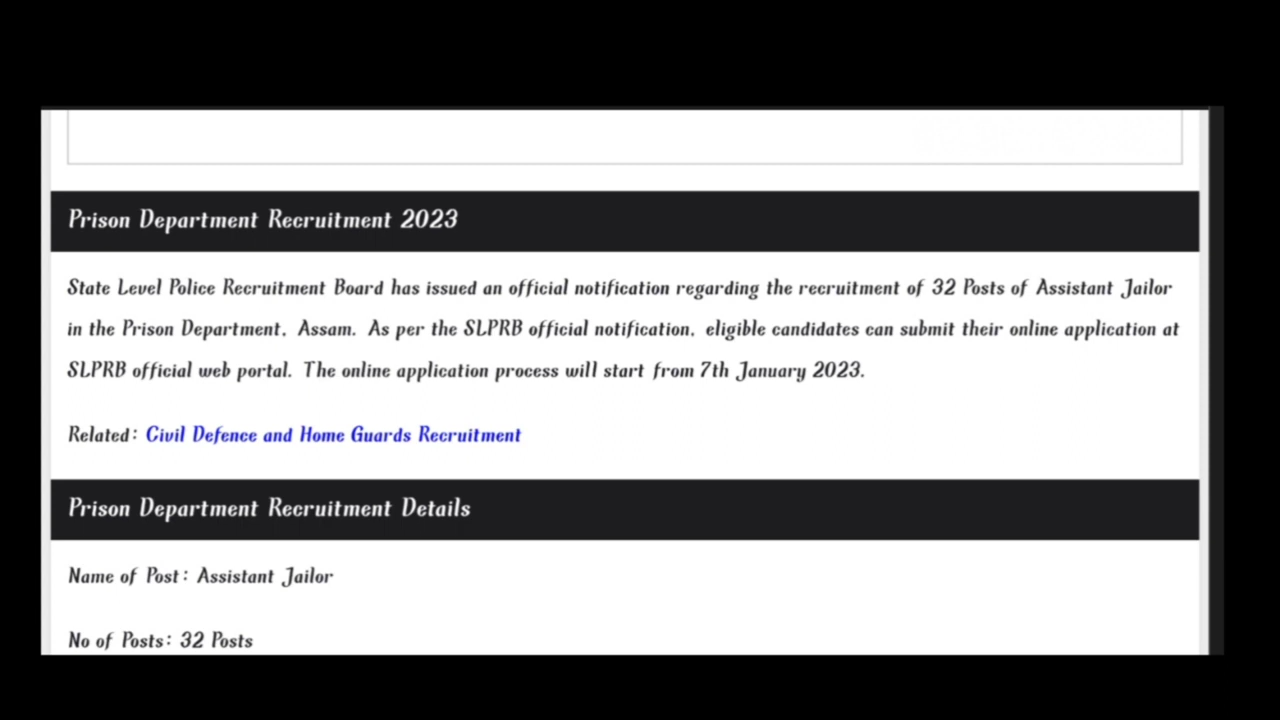 Prison Department Recruitment 2023
State Level Police Recruitment Board has issued an official notification regarding the recruitment of 32 Posts of Assistant Jailor
in the Prison Department, Assam. As per the SLPRB official notification, eligible candidates can submit their online application at
SLPRB official web portal. The online application process will start from 7th January 2023.
Related: Civil Defence and Home Guards Recruitment
Prison Department Recruitment Details
Name of Post: Assistant Jailor
No of Posts: 32 Posts